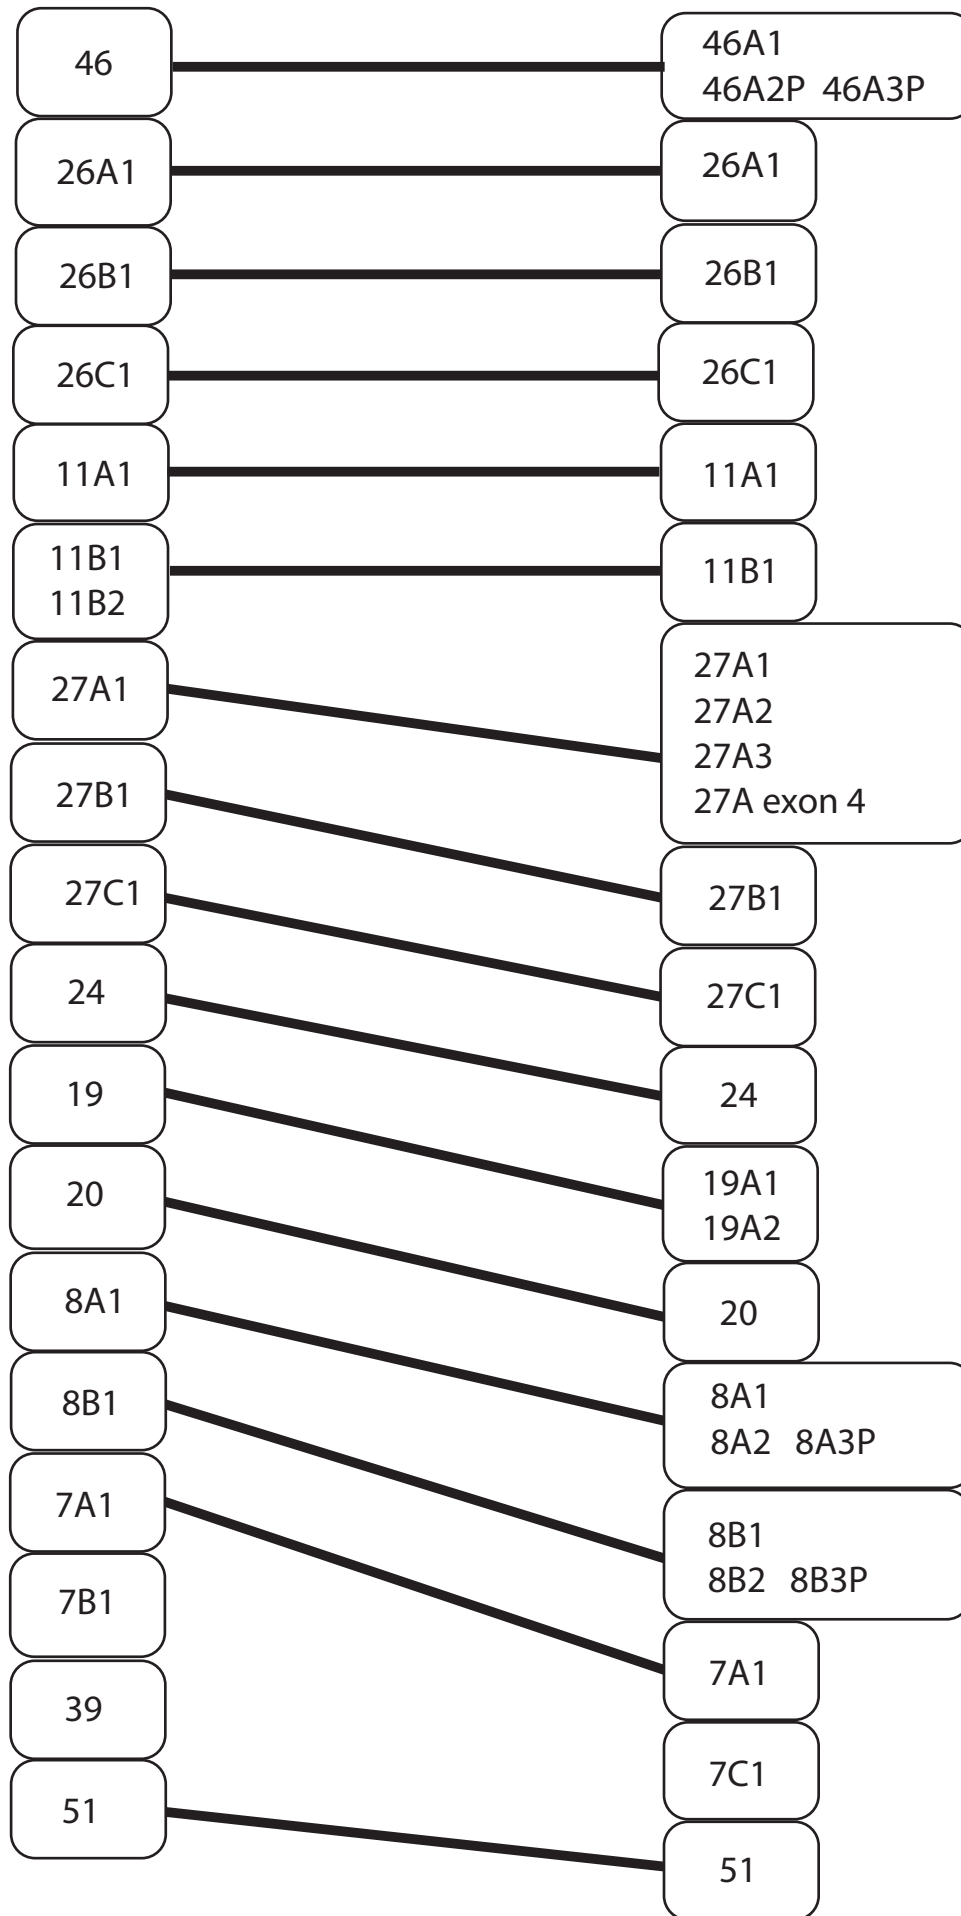 46
46A1
46A2P 46A3P
26A1
26A1
26B1
26B1
26C1
26C1
11A1
11A1
11B1
11B2
11B1
27A1
27A1
27A2
27A3
27A exon 4
27B1
27B1
27C1
27C1
24
24
19
19A1
19A2
20
20
8A1
8A1
8A2 8A3P
8B1
8B1
8B2 8B3P
7A1
7A1
7B1
39
7C1
51
51